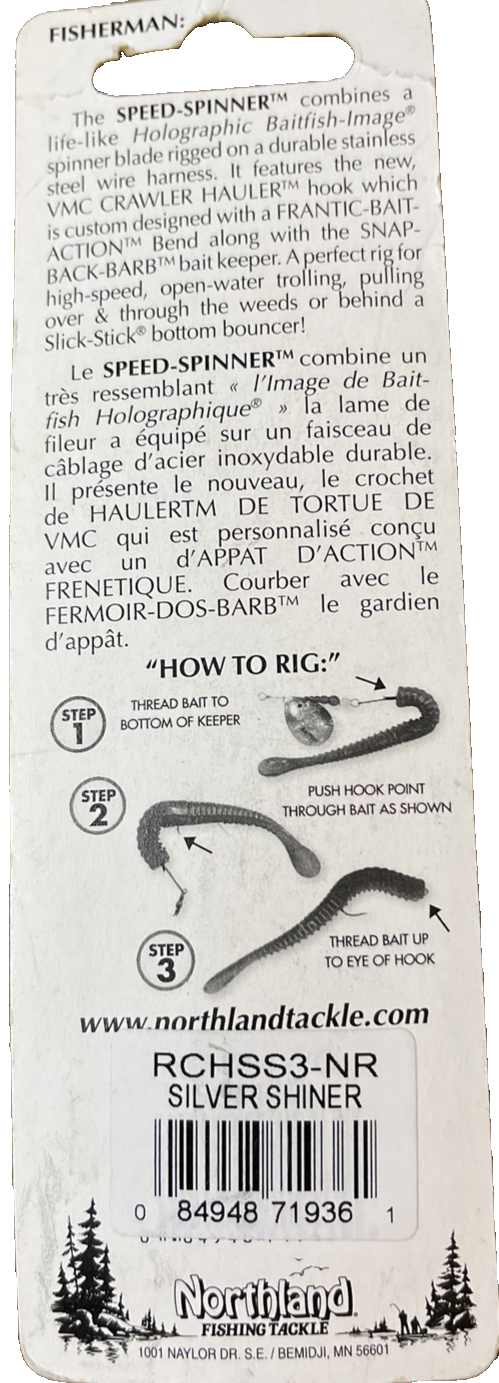 FISHERMAN:
The SPEED-SPINNER™ combines a
life-like Holographic Baitfish-Image®
spinner blade rigged on a durable stainless
steel wire harness. It features the new,
VMC CRAWLER HAULER™ hook which
is custom designed with a FRANTIC-BAIT-
ACTION™ Bend along with the SNAP-
BACK-BARB™ bait keeper. A perfect rig for
high-speed, open-water trolling, pulling
over & through the weeds or behind a
Slick-Stick® bottom bouncer!
Le SPEED-SPINNER™ combine un
très ressemblant « l'Image de Bait-
fish Holographique® » la lame de
fileur a équipé sur un faisceau de
câblage d'acier inoxydable durable.
Il présente le nouveau, le crochet
de HAULERTM DE TORTUE DE
VMC qui est personnalisé conçu
avec un d'APPAT D'ACTION™
FRENETIQUE. Courber avec le
FERMOIR-DOS-BARB™ le gardien
d'appât.
"HOW TO RIG:"
STEP
1
THREAD BAIT TO
BOTTOM OF KEEPER
STEP
2
PUSH HOOK POINT
THROUGH BAIT AS SHOWN
STEP
3
THREAD BAIT UP
TO EYE OF HOOK
www.northlandtackle.com
RCHSS3-NR
SILVER SHINER
0 84948 71936 1
Northland
FISHING TACKLE
1001 NAYLOR DR. S.E. / BEMIDJI, MN 56601